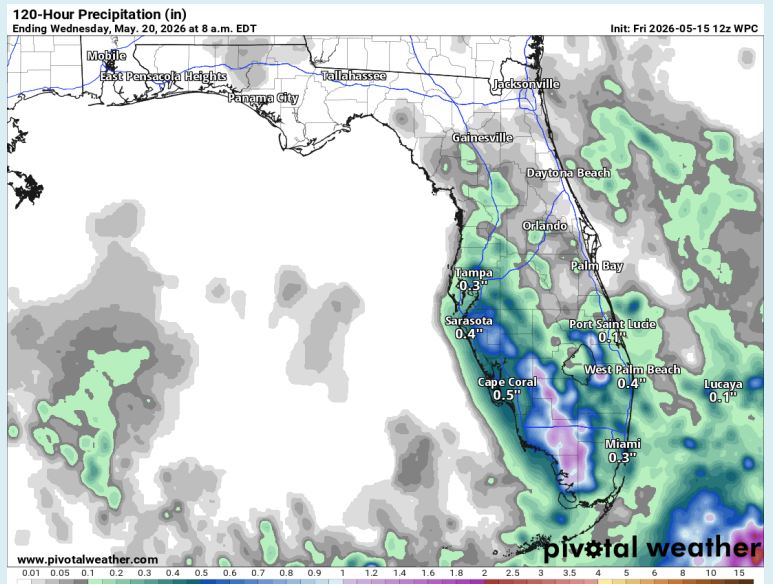 120-Hour Precipitation (in)
Ending Wednesday, May. 20, 2026 at 8 a.m. EDT
Init: Fri 2026-05-15 12z WPC
Mobile
East Pensacola Heights
Tallahassee
Jacksonville
Panama City
Gainesville
Daytona Beach
Orlando
Palm Bay
Tampa
0.3"
Sarasota
0.4"
Port Saint Lucie
0.1"
West Palm Beach
0.4"
Cape Coral
0.5"
Lucaya
0.1"
Miami
0.3"
www.pivotalweather.com
pivotal weather
0.01 0.05 0.1 0.2 0.3 0.4 0.5 0.6 0.7 0.8 0.9 1 1.2 1.4 1.6 1.8 2 2.5 3 3.5 4 5 6 8 10 15